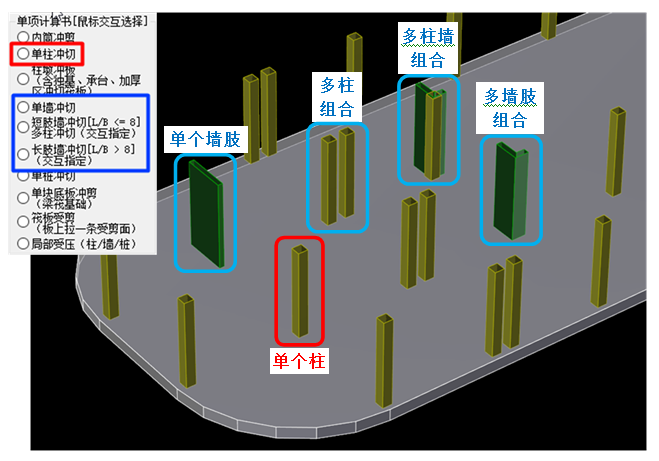 单项计算书[鼠标交互选择]
内筒冲剪
单柱冲切
柱墩冲板
(含独基、承台、加厚
区冲切筏板)
单墙冲切
短肢墙冲切[L/B <= 8]
多柱冲切(交互指定)
长肢墙冲切[L/B > 8]
(交互指定)
单桩冲切
单块底板冲剪
(梁筏基础)
筏板受剪
(板上拉一条受剪面)
局部受压(柱/墙/桩)
单个墙肢
多柱
组合
多柱墙
组合
多墙肢
组合
单个柱